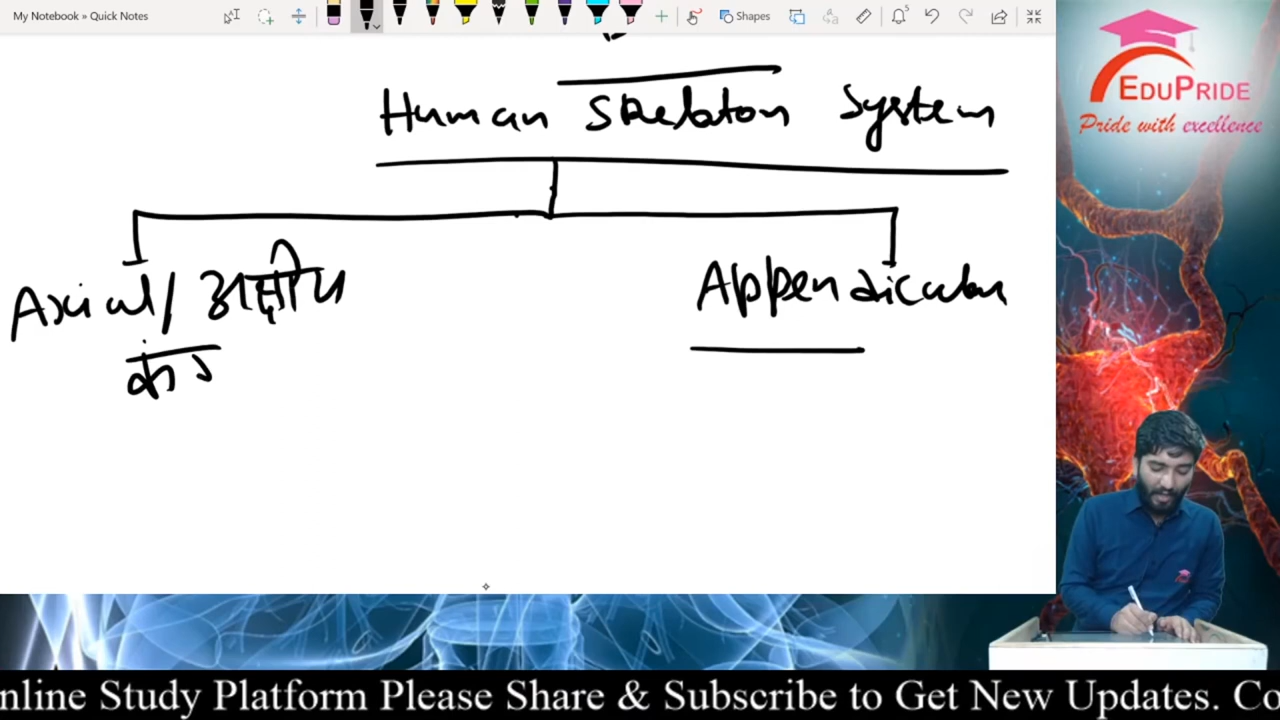 My Notebook » Quick Notes
Shapes
EDUPRIDE
Pride with excellence
Human Skeleton System
Axial / अक्षीय
Appendicular
nline Study Platform Please Share & Subscribe to Get New Updates. Co